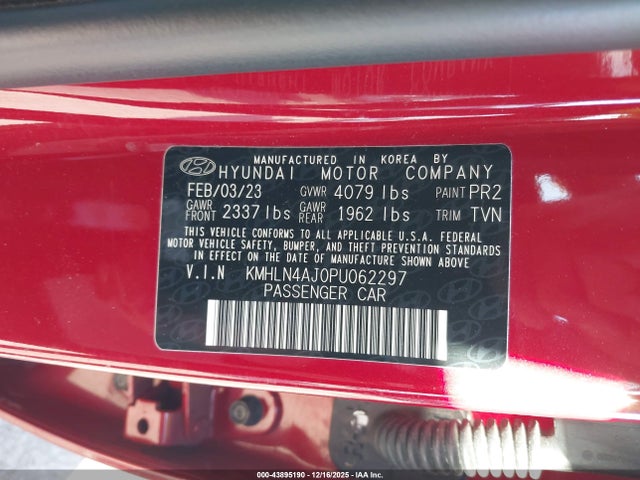 MANUFACTURED IN KOREA BY
HYUNDAI MOTOR COMPANY
FEB/03/23 GVWR 4079 lbs PAINT PR2
GAWR FRONT 2337 lbs GAWR REAR 1962 lbs TRIM TVN
THIS VEHICLE CONFORMS TO ALL APPLICABLE U.S.A. FEDERAL
MOTOR VEHICLE SAFETY, BUMPER, AND THEFT PREVENTION STANDARDS
IN EFFECT ON THE DATE OF MANUFACTURE SHOWN ABOVE.
V.I.N KMHLN4AJ0PU062297
PASSENGER CAR
000-43895190 - 12/16/2025 - IAA